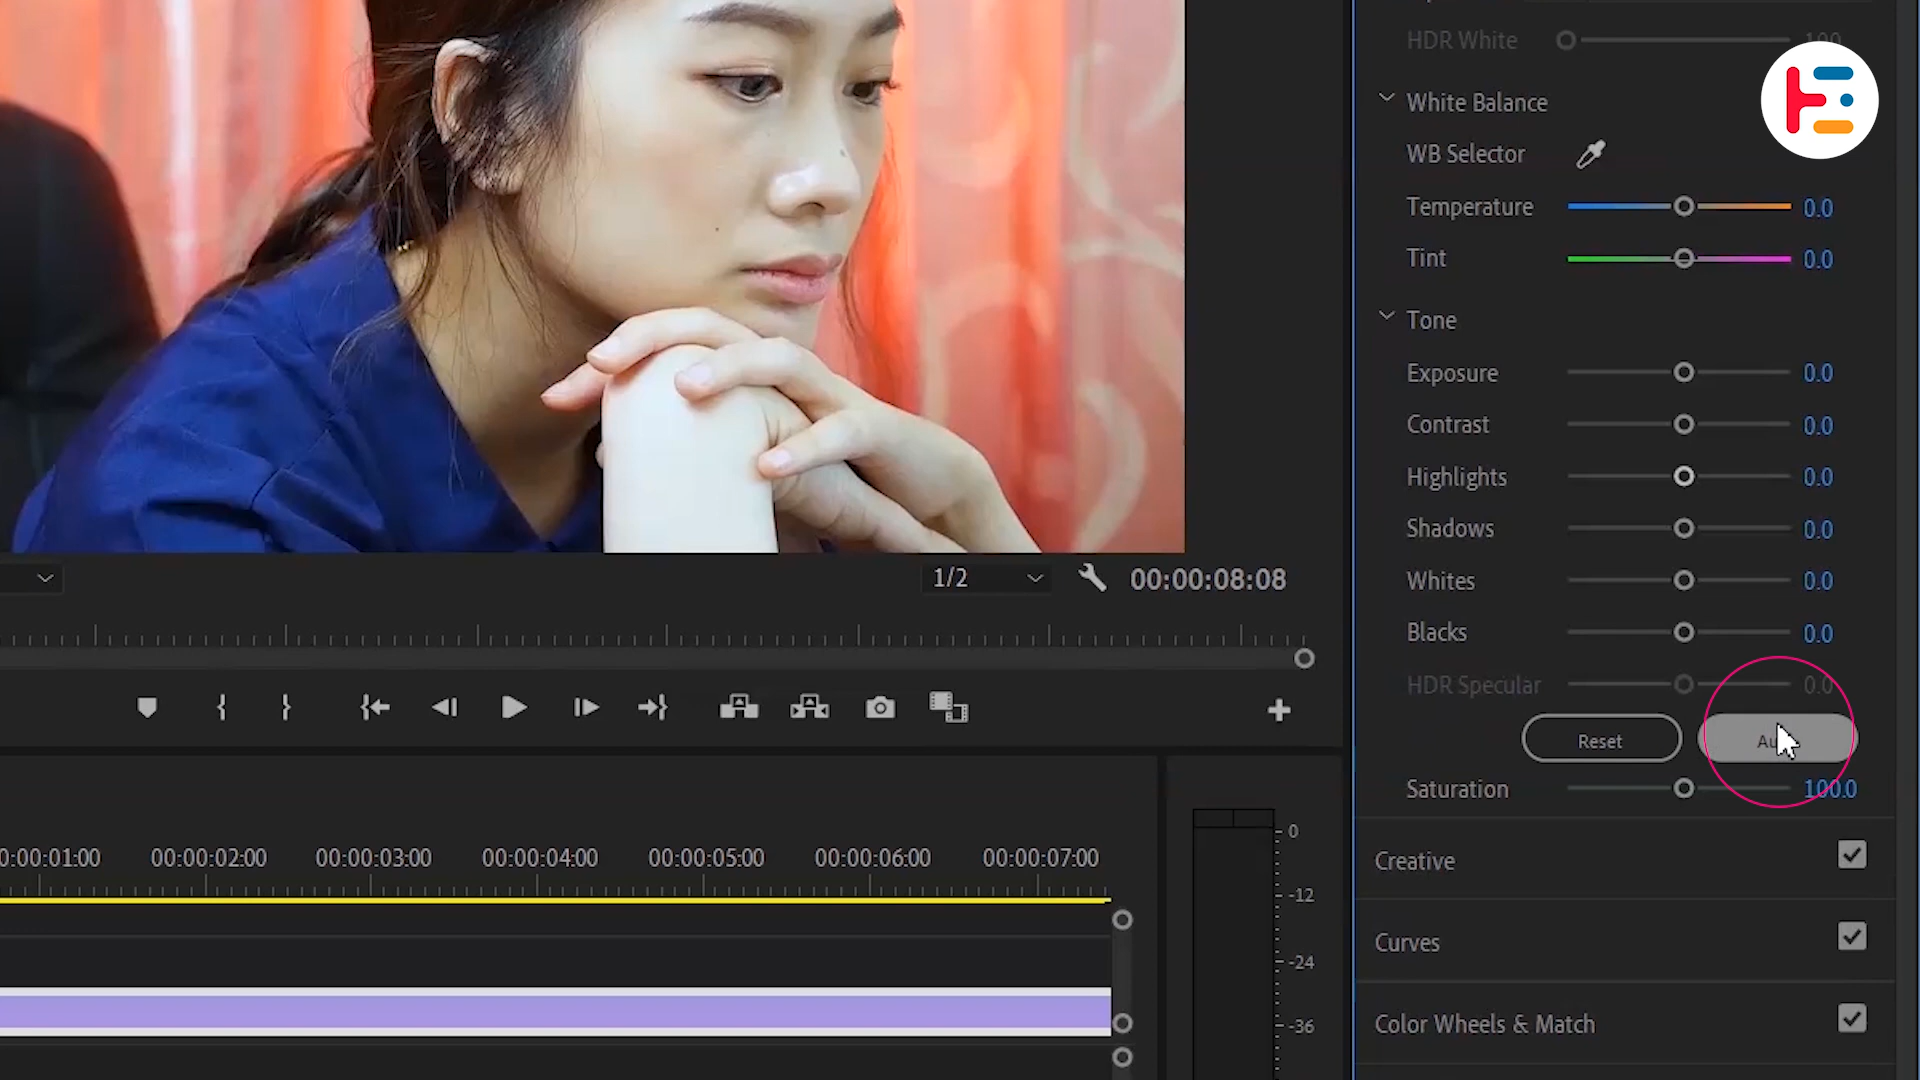 HDR White 100
White Balance
WB Selector
Temperature 0.0
Tint 0.0
Tone
Exposure 0.0
Contrast 0.0
Highlights 0.0
Shadows 0.0
Whites 0.0
Blacks 0.0
HDR Specular 0.0
Reset
Saturation 100.0
Creative
Curves
Color Wheels & Match
1/2 00:00:08:08
0:00:01:00 00:00:02:00 00:00:03:00 00:00:04:00 00:00:05:00 00:00:06:00 00:00:07:00
0
-12
-24
-36